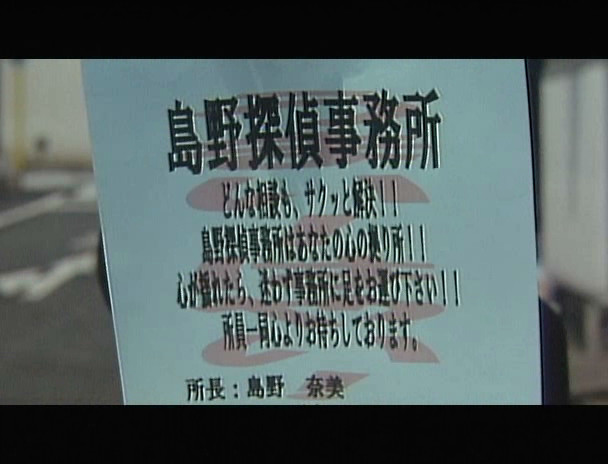 島野探偵事務所
どんな相談も、サクッと解決!!
島野探偵事務所はあなたの心の拠り所!!
心が揺れたら、迷わず事務所に足をお運び下さい!!
所員一同心よりお待ちしております。
所長:島野 奈美